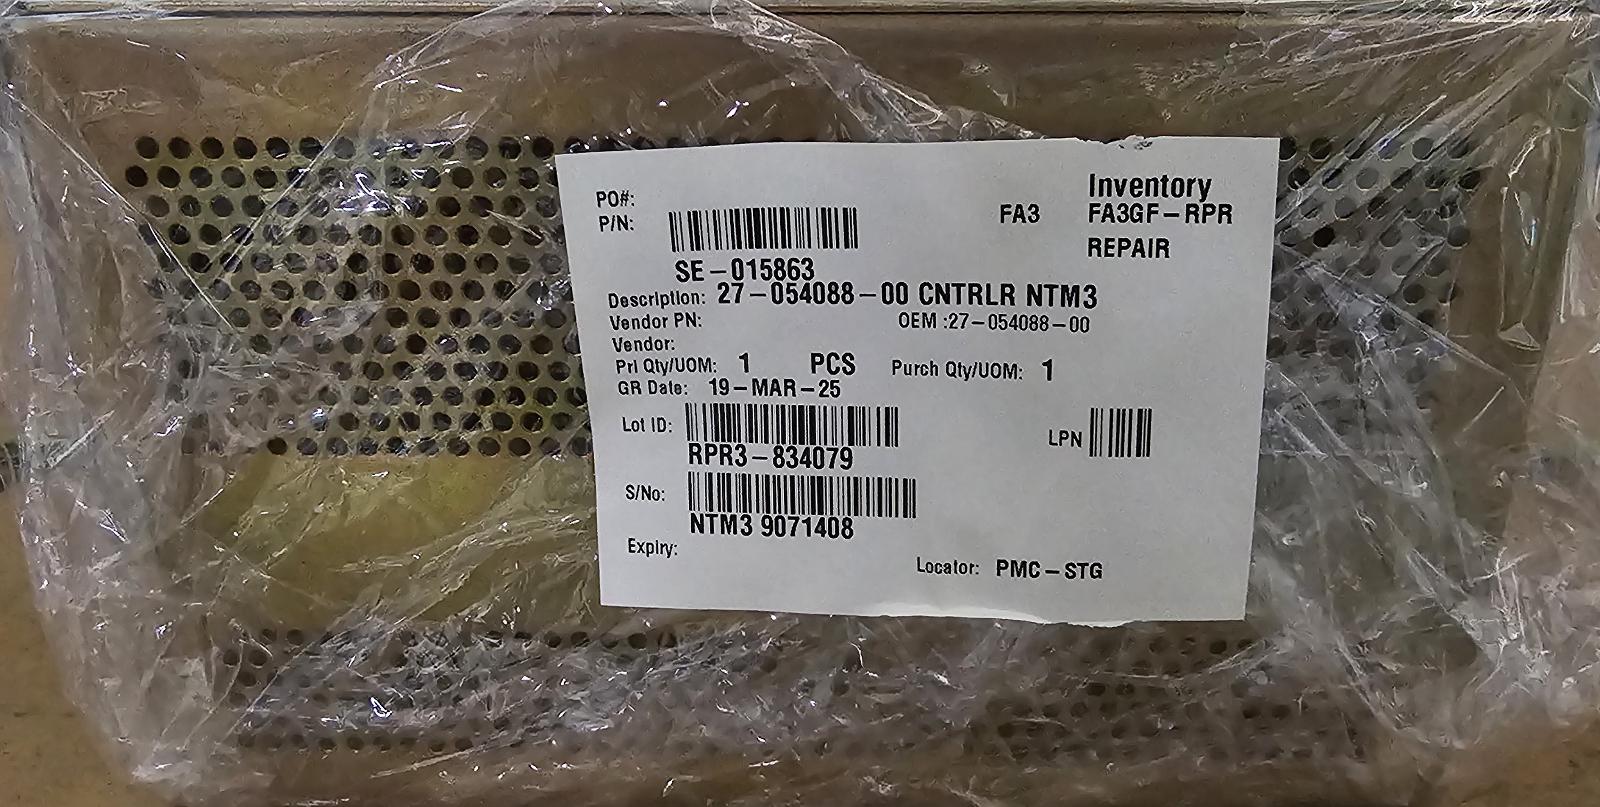 PO#:
P/N:
FA3
Inventory
FA3GF-RPR
REPAIR
SE-015863
Description: 27-054088-00 CNTRLR NTM3
Vendor PN: OEM :27-054088-00
Vendor:
Pri Qty/UOM: 1 PCS Purch Qty/UOM: 1
GR Date: 19-MAR-25
Lot ID:
LPN
RPR3-834079
S/No:
NTM3 9071408
Expiry:
Locator: PMC-STG